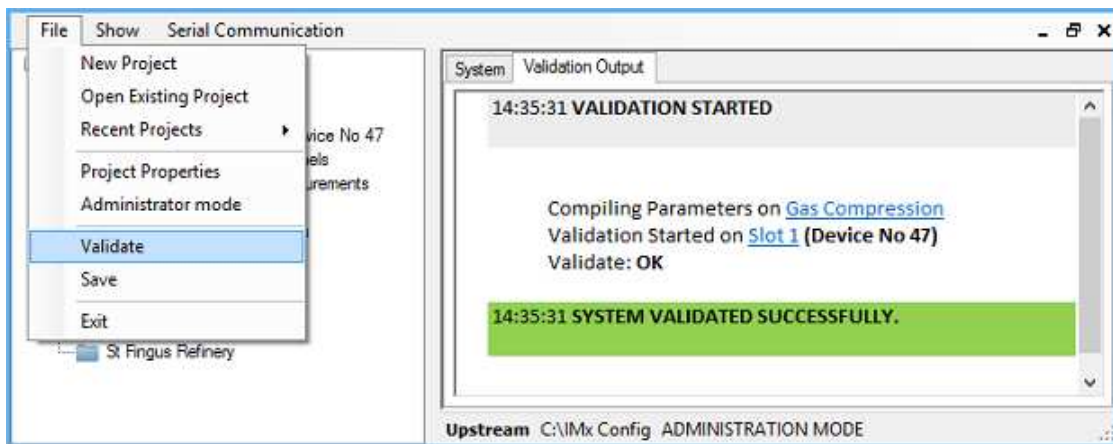 File Show Serial Communication
New Project
Open Existing Project
Recent Projects
Project Properties
Administrator mode
Validate
Save
Exit
vice No 47
els
urements
St Fingus Refinery
System Validation Output
14:35:31 VALIDATION STARTED
Compiling Parameters on Gas Compression
Validation Started on Slot 1 (Device No 47)
Validate: OK
14:35:31 SYSTEM VALIDATED SUCCESSFULLY.
Upstream C:\IMx Config ADMINISTRATION MODE